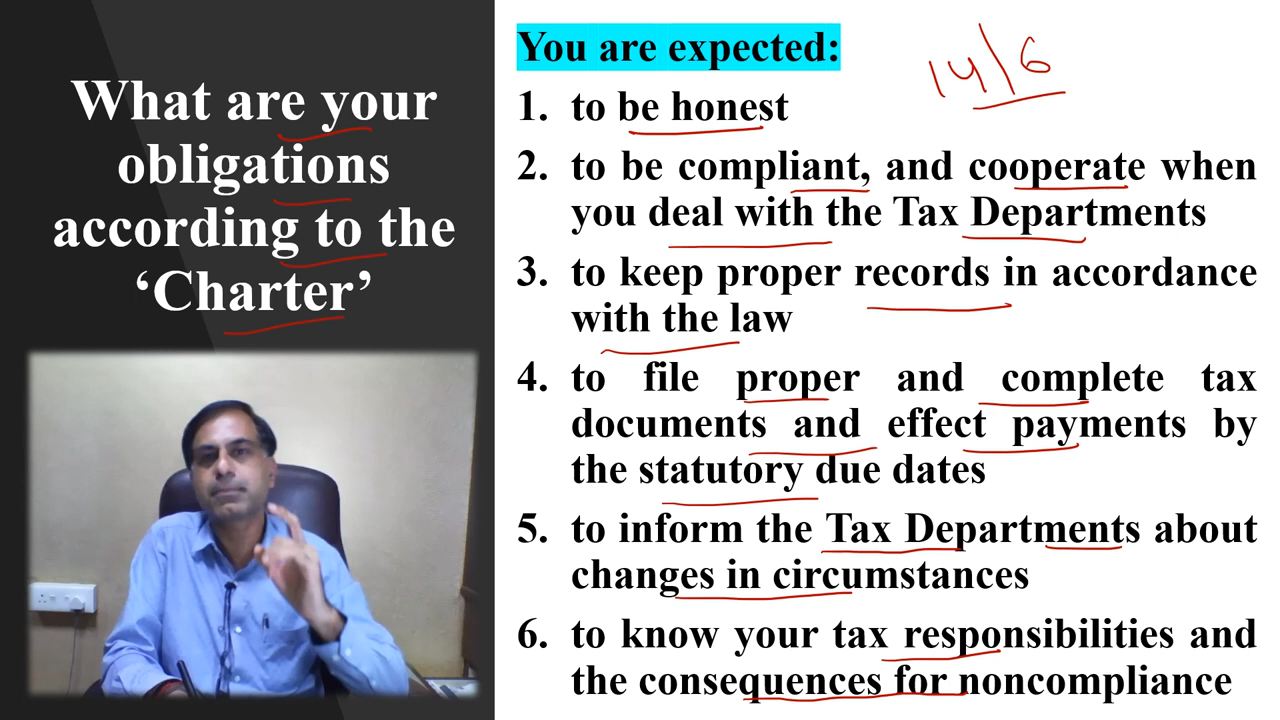 What are your
obligations
according to the
‘Charter’
You are expected:
14/6
1. to be honest
2. to be compliant, and cooperate when
you deal with the Tax Departments
3. to keep proper records in accordance
with the law
4. to file proper and complete tax
documents and effect payments by
the statutory due dates
5. to inform the Tax Departments about
changes in circumstances
6. to know your tax responsibilities and
the consequences for noncompliance